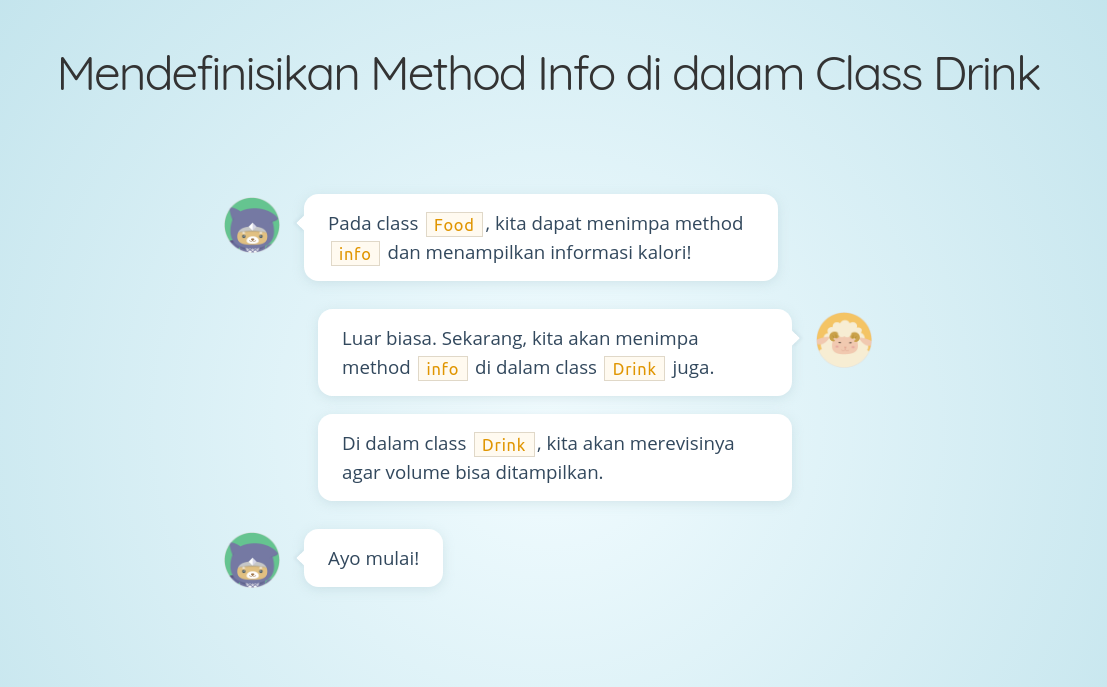 Mendefinisikan Method Info di dalam Class Drink
Pada class Food, kita dapat menimpa method
info dan menampilkan informasi kalori!
Luar biasa. Sekarang, kita akan menimpa
method info di dalam class Drink juga.
Di dalam class Drink, kita akan merevisinya
agar volume bisa ditampilkan.
Ayo mulai!